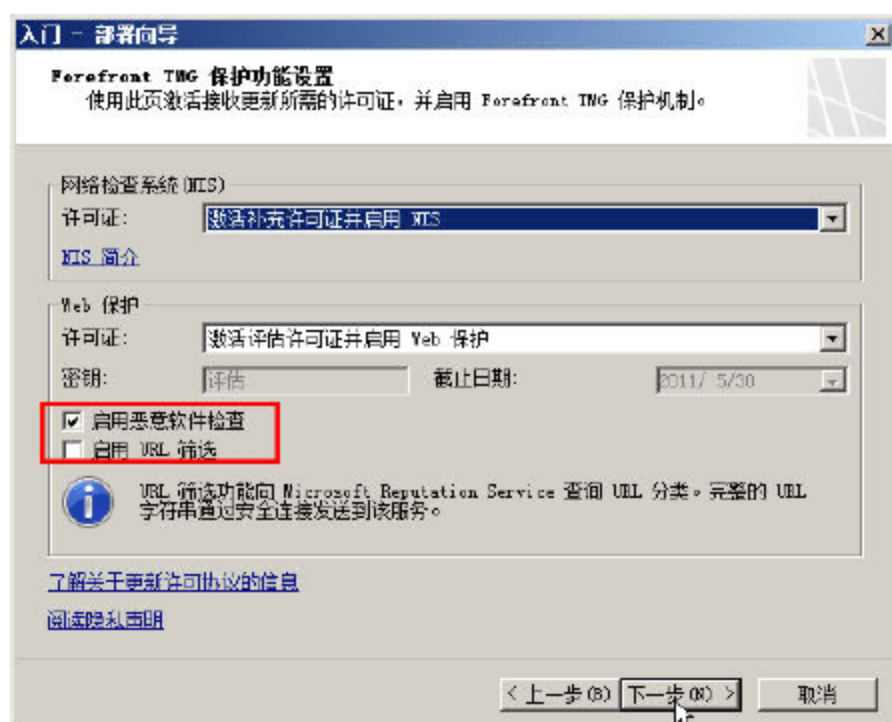 入门 - 部署向导
Forefront TMG 保护功能设置
使用此页激活接收更新所需的许可证，并启用 Forefront TMG 保护机制。
网络检查系统(NIS)
许可证: 激活补充许可证并启用 NIS
NIS 简介
Web 保护
许可证: 激活评估许可证并启用 Web 保护
密钥: 评估 截止日期: 2011/ 5/30
启用恶意软件检查
启用 URL 筛选
URL 筛选功能向 Microsoft Reputation Service 查询 URL 分类。完整的 URL
字符串通过安全连接发送到该服务。
了解关于更新许可协议的信息
阅读隐私声明
< 上一步(B) 下一步(N) > 取消